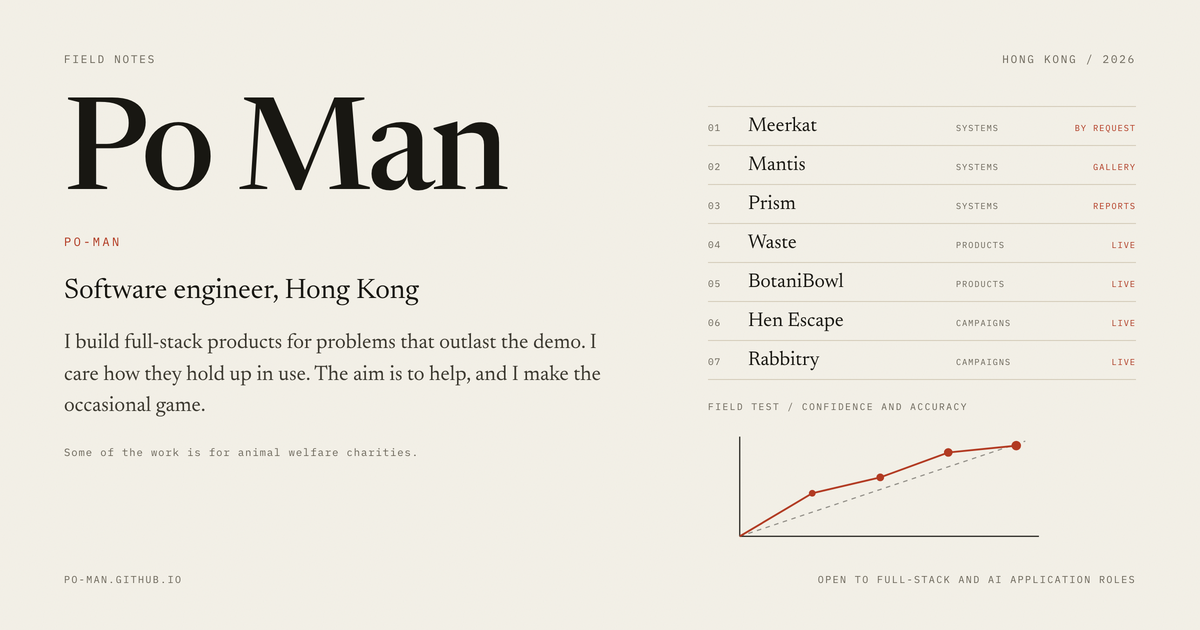 FIELD NOTES
HONG KONG / 2026
Po Man
PO-MAN
Software engineer, Hong Kong
I build full-stack products for problems that outlast the demo. I
care how they hold up in use. The aim is to help, and I make the
occasional game.
Some of the work is for animal welfare charities.
01 Meerkat SYSTEMS BY REQUEST
02 Mantis SYSTEMS GALLERY
03 Prism SYSTEMS REPORTS
04 Waste PRODUCTS LIVE
05 BotaniBowl PRODUCTS LIVE
06 Hen Escape CAMPAIGNS LIVE
07 Rabbitry CAMPAIGNS LIVE
FIELD TEST / CONFIDENCE AND ACCURACY
PO-MAN.GITHUB.IO
OPEN TO FULL-STACK AND AI APPLICATION ROLES